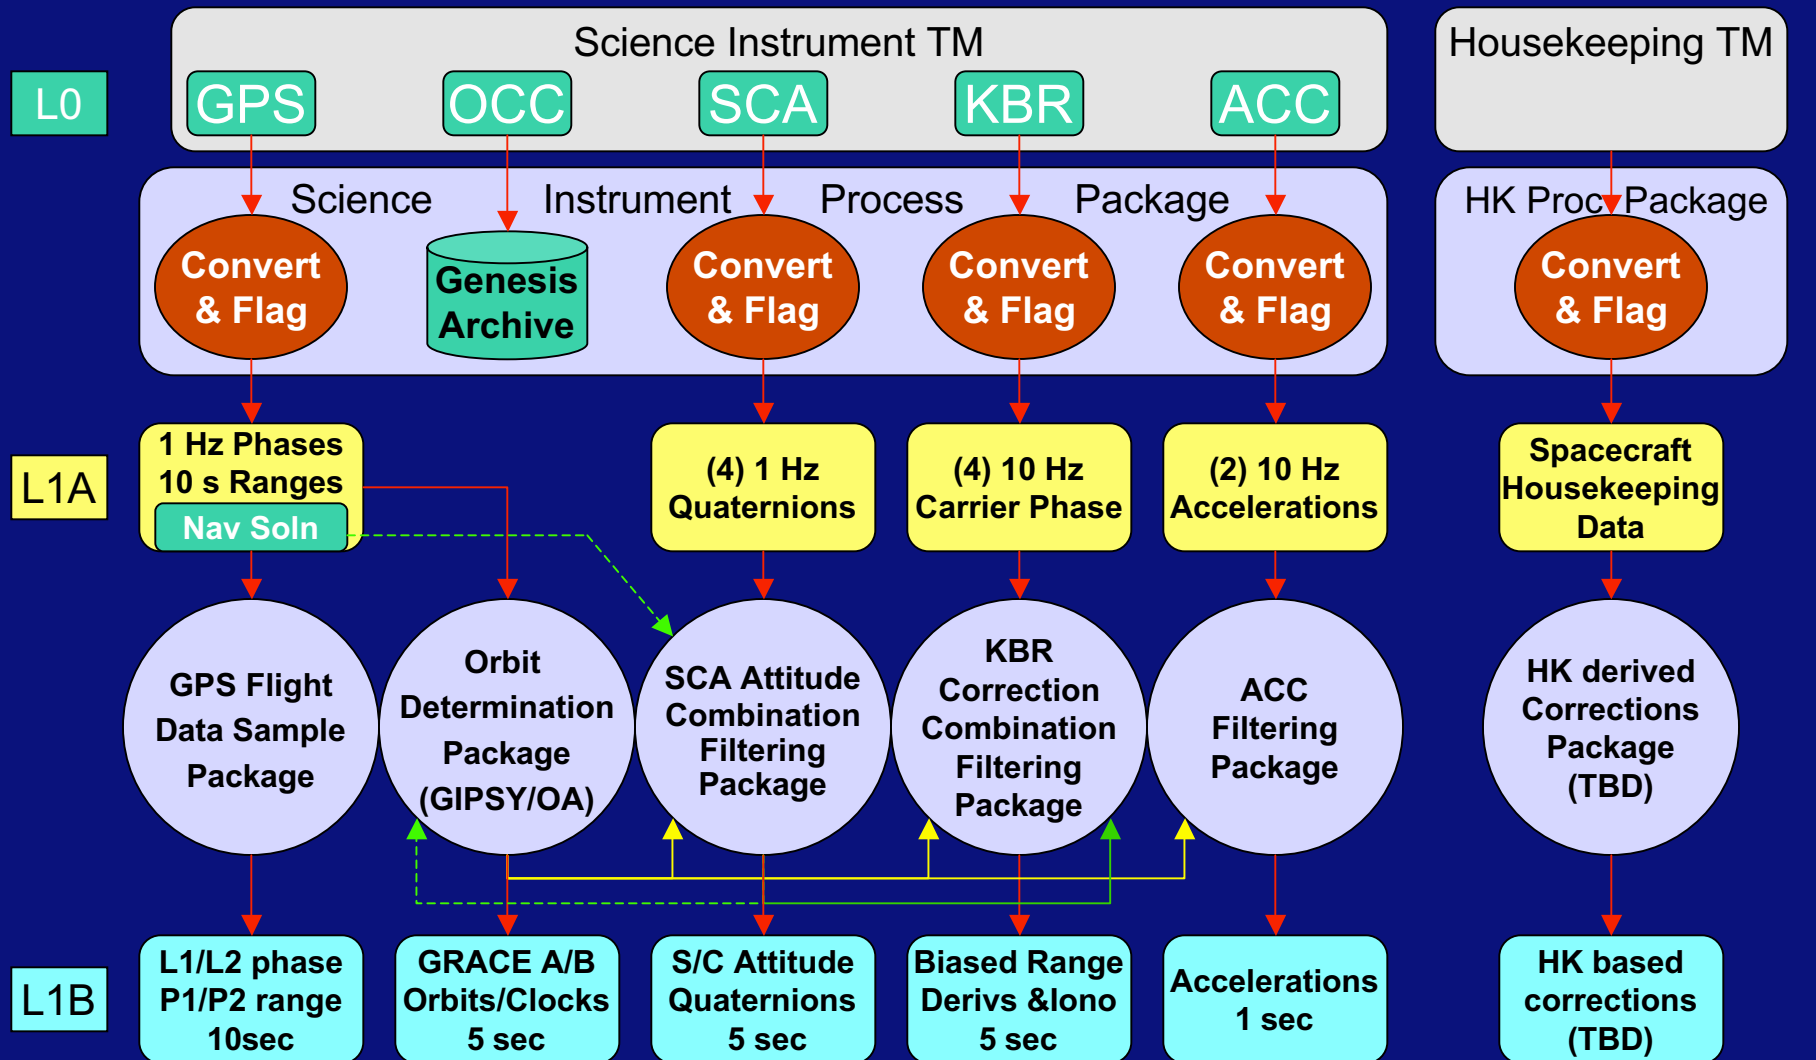 Science Instrument TM
Housekeeping TM
L0
GPS
OCC
SCA
KBR
ACC
Science Instrument Process Package
HK Proc Package
Convert
& Flag
Genesis
Archive
Convert
& Flag
Convert
& Flag
Convert
& Flag
Convert
& Flag
L1A
1 Hz Phases
10 s Ranges
Nav Soln
(4) 1 Hz
Quaternions
(4) 10 Hz
Carrier Phase
(2) 10 Hz
Accelerations
Spacecraft
Housekeeping
Data
GPS Flight
Data Sample
Package
Orbit
Determination
Package
(GIPSY/OA)
SCA Attitude
Combination
Filtering
Package
KBR
Correction
Combination
Filtering
Package
ACC
Filtering
Package
HK derived
Corrections
Package
(TBD)
L1B
L1/L2 phase
P1/P2 range
10sec
GRACE A/B
Orbits/Clocks
5 sec
S/C Attitude
Quaternions
5 sec
Biased Range
Derivs &Iono
5 sec
Accelerations
1 sec
HK based
corrections
(TBD)